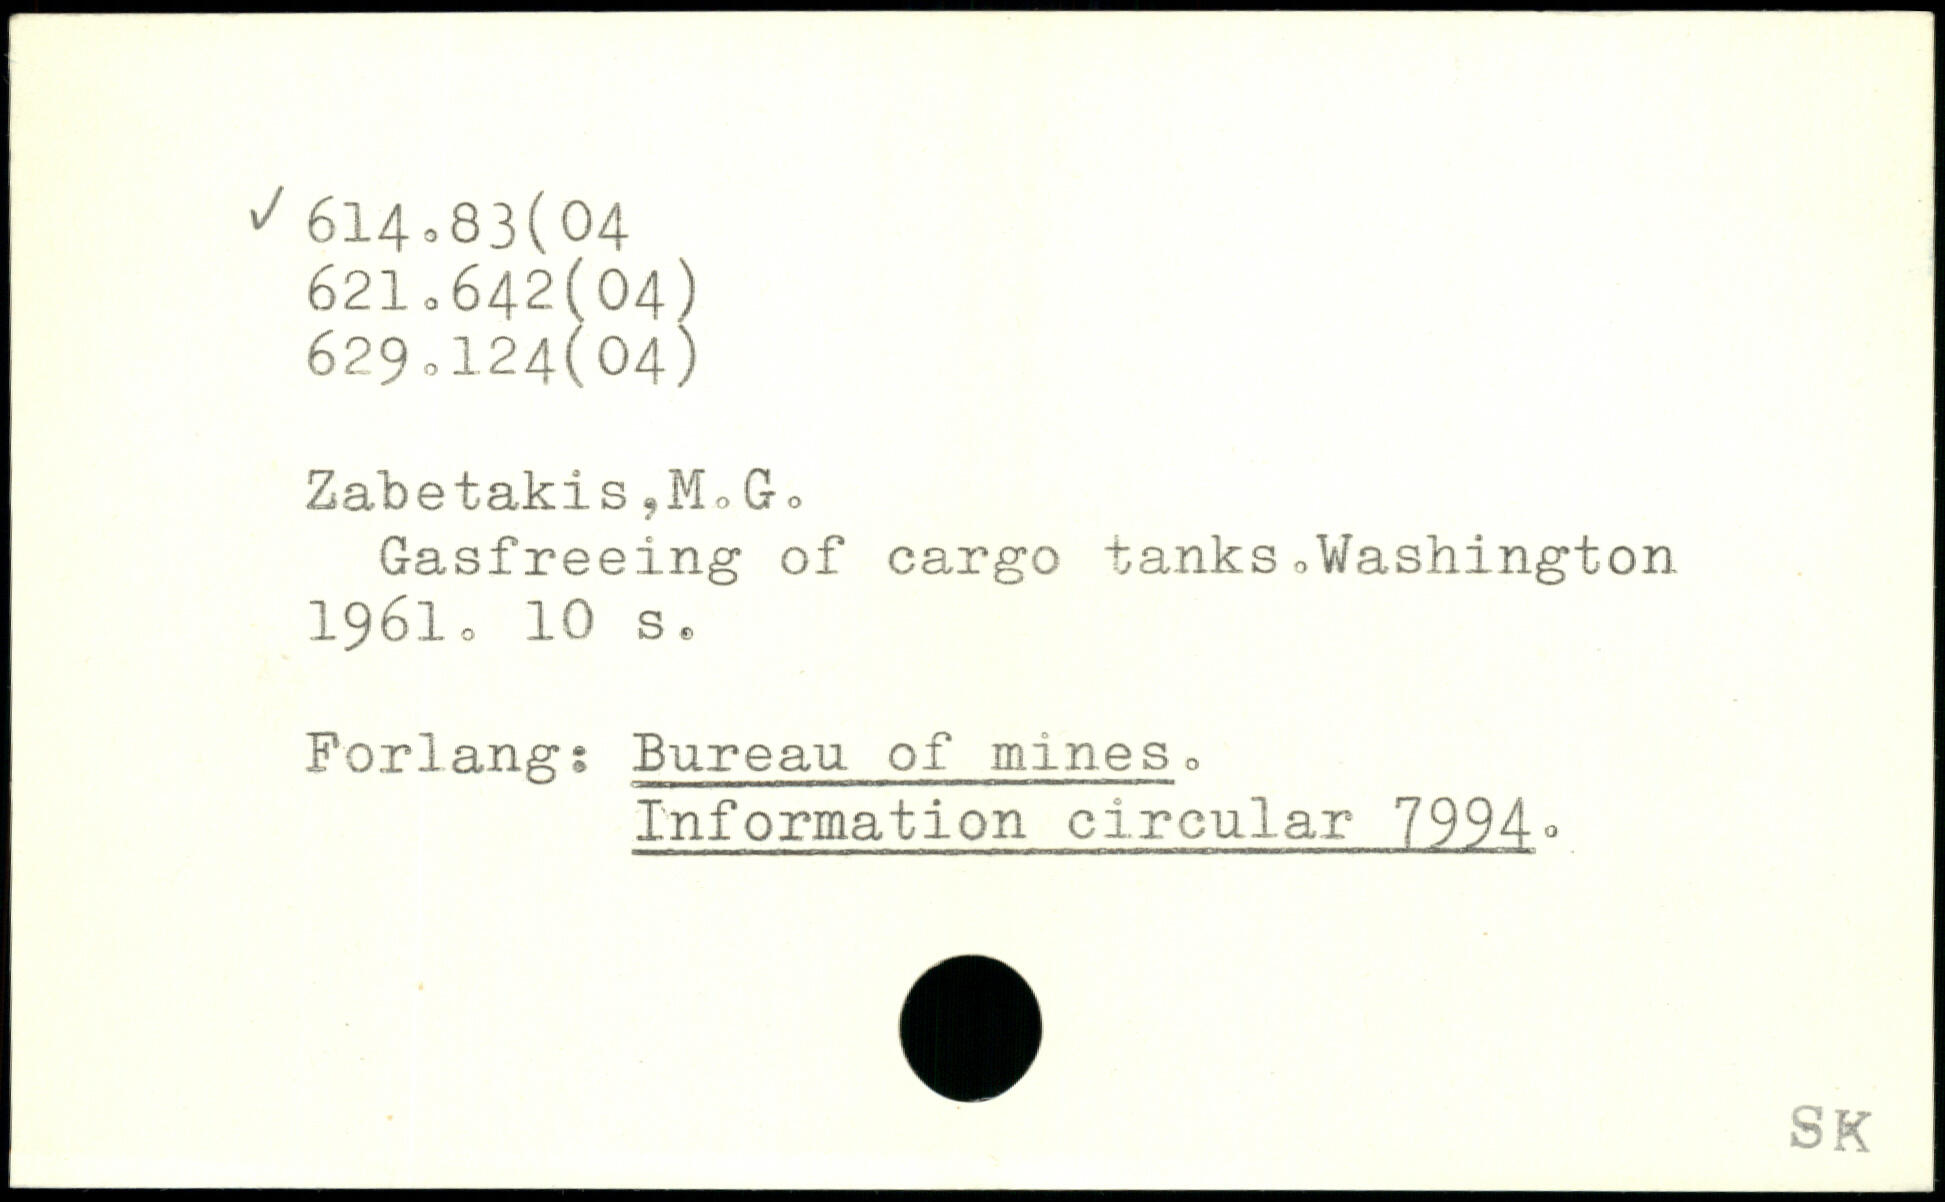 ✓ 614.83(04
621.642(04)
629.124(04)
Zabetakis,M.G.
Gasfreeing of cargo tanks.Washington
1961. 10 s.
Forlang: Bureau of mines.
Information circular 7994.
SK